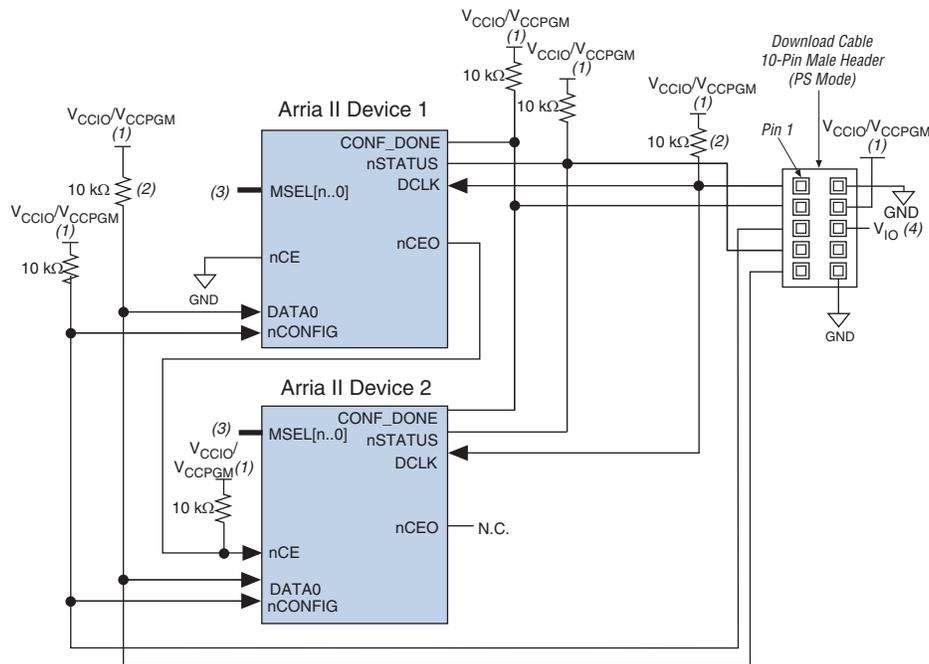 VCCIO/VCCPGM
(1)
VCCIO/VCCPGM
(1)
10 kΩ
10 kΩ
Download Cable
10-Pin Male Header
(PS Mode)
VCCIO/VCCPGM
(1)
10 kΩ
(2)
Pin 1
VCCIO/VCCPGM
(1)
GND
VIO (4)
GND
VCCIO/VCCPGM
(1)
10 kΩ
(2)
VCCIO/VCCPGM
(1)
10 kΩ
Arria II Device 1
CONF_DONE
nSTATUS
(3)
MSEL[n..0]
DCLK
nCEO
nCE
GND
DATA0
nCONFIG
Arria II Device 2
CONF_DONE
(3)
MSEL[n..0]
nSTATUS
DCLK
VCCIO/
VCCPGM(1)
10 kΩ
nCEO
N.C.
nCE
DATA0
nCONFIG